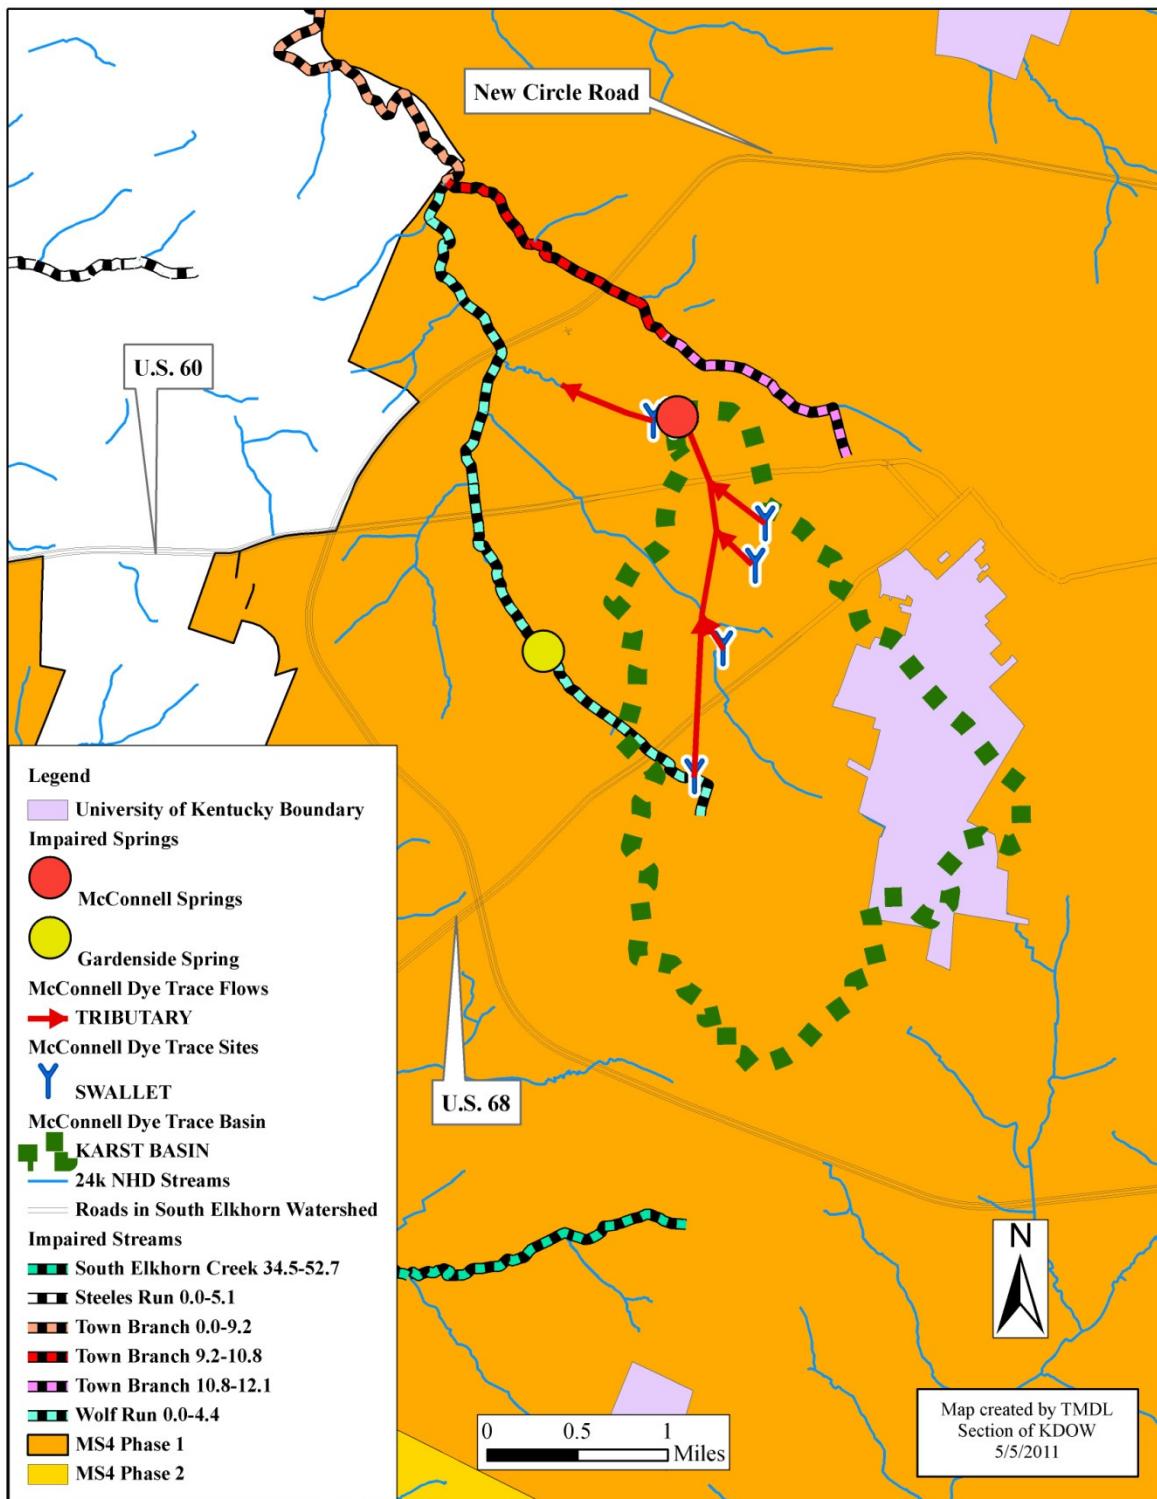 New Circle Road
U.S. 60
U.S. 68
Legend
University of Kentucky Boundary
Impaired Springs
McConnell Springs
Gardenside Spring
McConnell Dye Trace Flows
TRIBUTARY
McConnell Dye Trace Sites
SWALLET
McConnell Dye Trace Basin
KARST BASIN
24k NHD Streams
Roads in South Elkhorn Watershed
Impaired Streams
South Elkhorn Creek 34.5-52.7
Steeles Run 0.0-5.1
Town Branch 0.0-9.2
Town Branch 9.2-10.8
Town Branch 10.8-12.1
Wolf Run 0.0-4.4
MS4 Phase 1
MS4 Phase 2
N
0 0.5 1
Miles
Map created by TMDL
Section of KDOW
5/5/2011